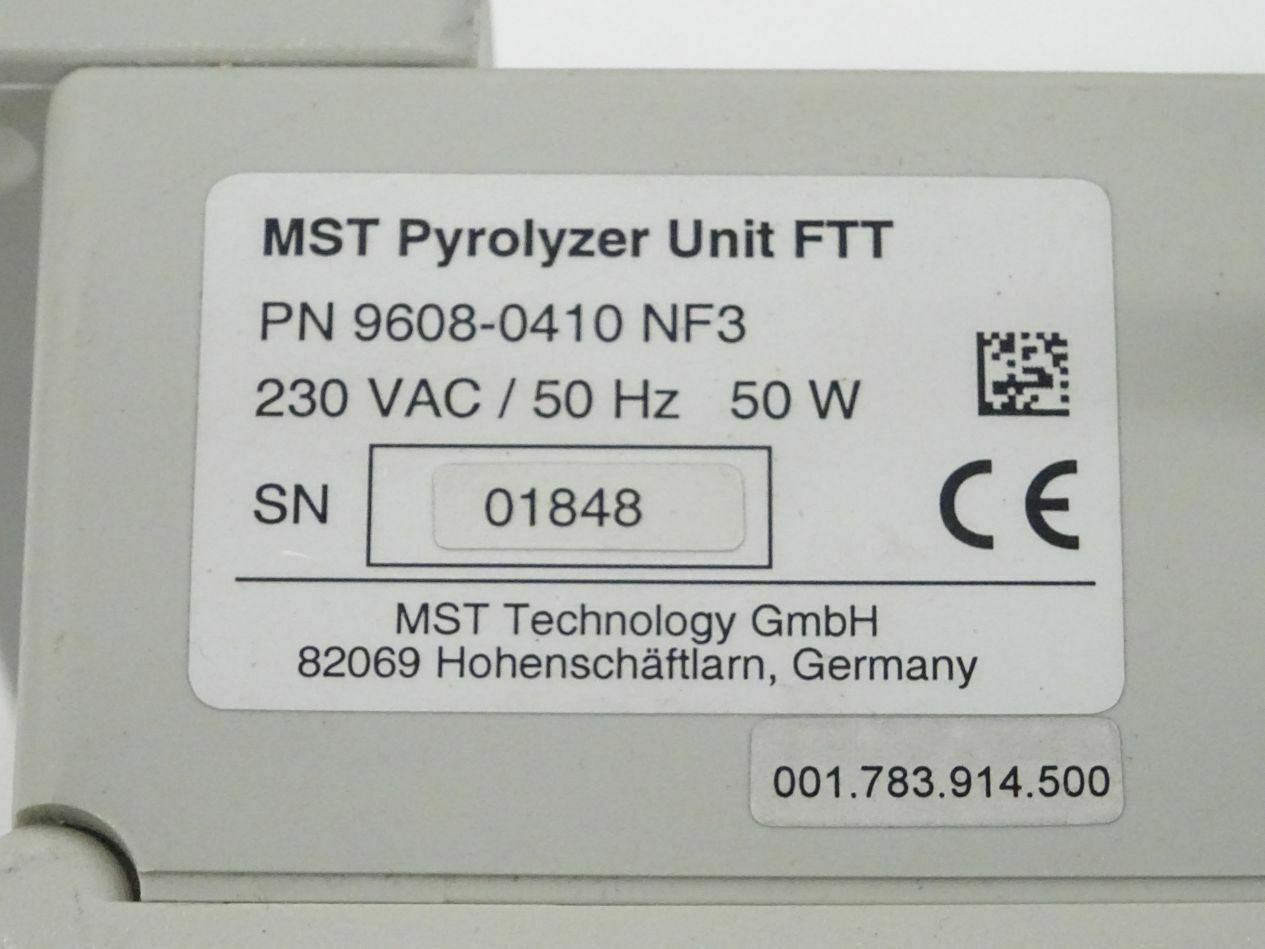 MST Pyrolyzer Unit FTT
PN 9608-0410 NF3
230 VAC / 50 Hz 50 W
SN 01848
CE
MST Technology GmbH
82069 Hohenschäftlarn, Germany
001.783.914.500